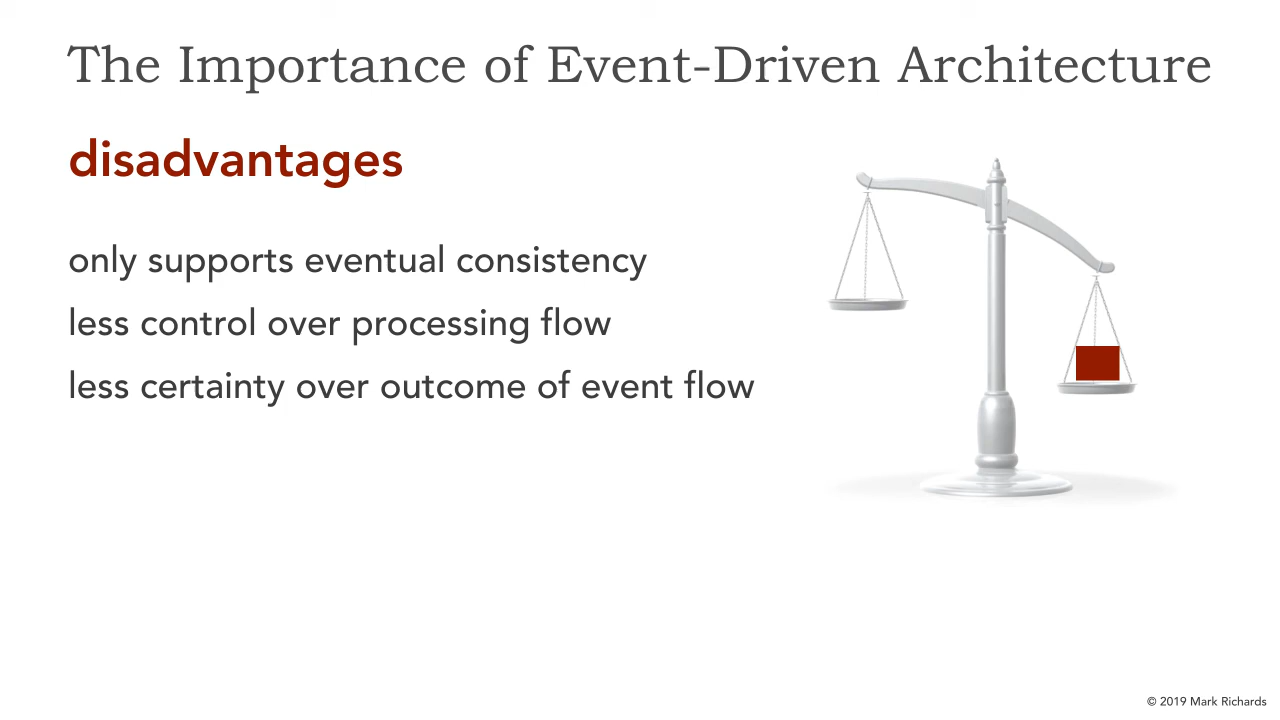 The Importance of Event-Driven Architecture
disadvantages
only supports eventual consistency
less control over processing flow
less certainty over outcome of event flow
© 2019 Mark Richards